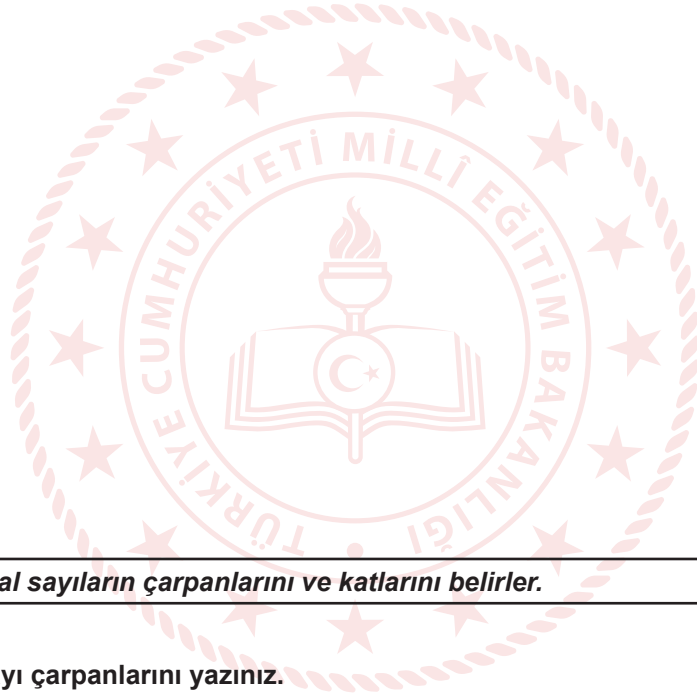 TÜRKİYE CUMHURİYETİ MİLLÎ EĞİTİM BAKANLIĞI
al sayıların çarpanlarını ve katlarını belirler.
yı çarpanlarını yazınız.